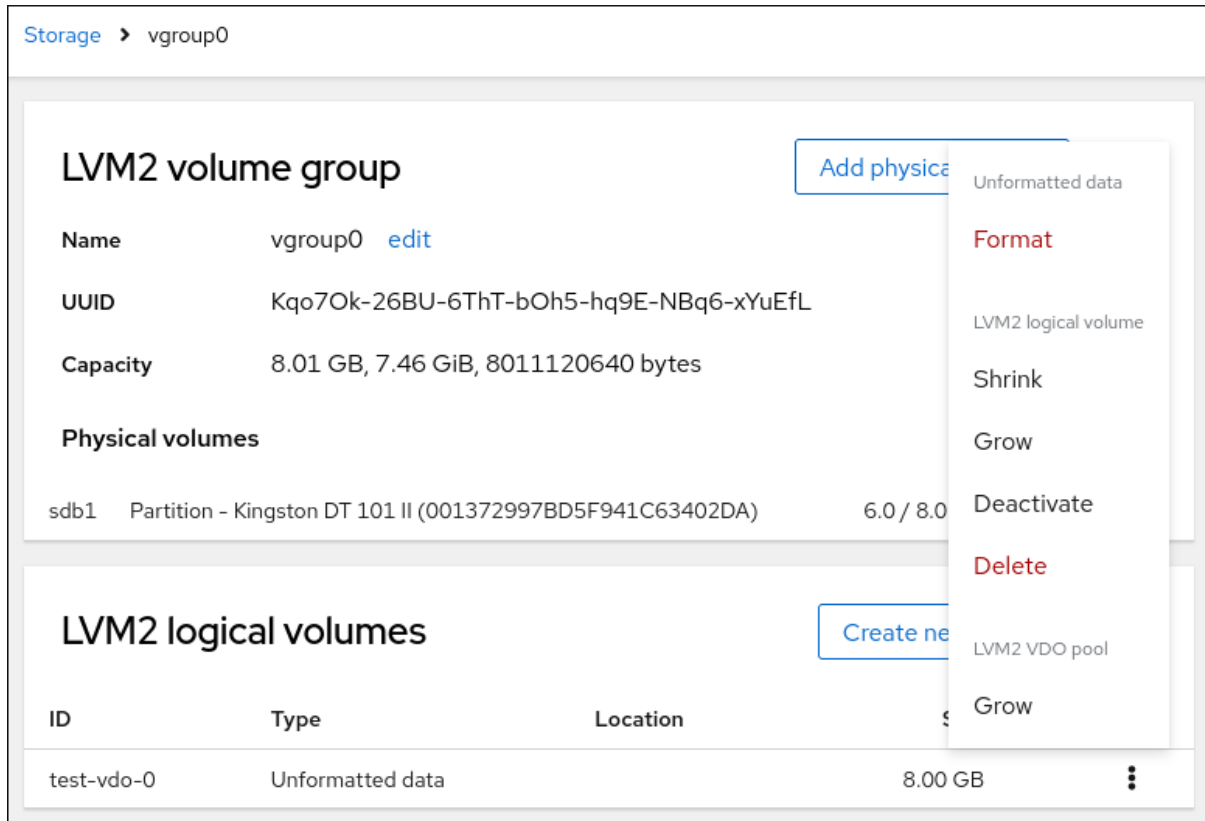 Storage > vgroup0
LVM2 volume group
Add physica
Name vgroup0 edit
UUID Kqo7Ok-26BU-6ThT-bOh5-hq9E-NBq6-xYuEfL
Capacity 8.01 GB, 7.46 GiB, 8011120640 bytes
Physical volumes
sdb1 Partition - Kingston DT 101 II (001372997BD5F941C63402DA) 6.0 / 8.0
LVM2 logical volumes
Create ne
ID Type Location
test-vdo-0 Unformatted data 8.00 GB
Unformatted data
Format
LVM2 logical volume
Shrink
Grow
Deactivate
Delete
LVM2 VDO pool
Grow